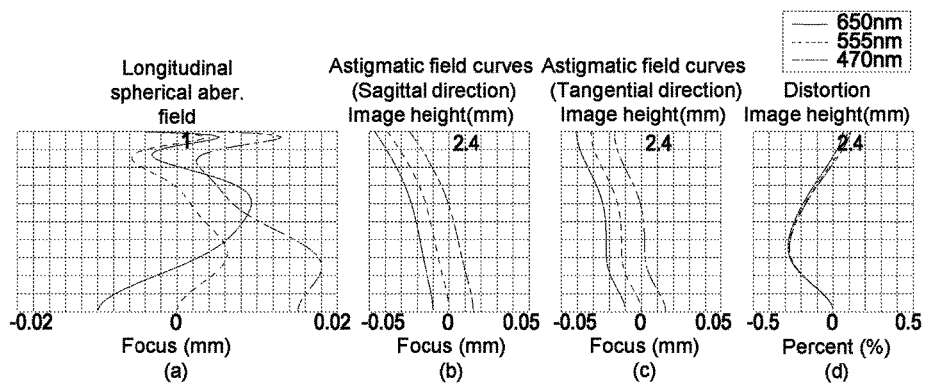 650nm
555nm
470nm
Longitudinal
spherical aber.
field
1
-0.02 0 0.02
Focus (mm)
(a)
Astigmatic field curves
(Sagittal direction)
Image height(mm)
2.4
-0.05 0 0.05
Focus (mm)
(b)
Astigmatic field curves
(Tangential direction)
Image height(mm)
2.4
-0.05 0 0.05
Focus (mm)
(c)
Distortion
Image height(mm)
2.4
-0.5 0 0.5
Percent (%)
(d)